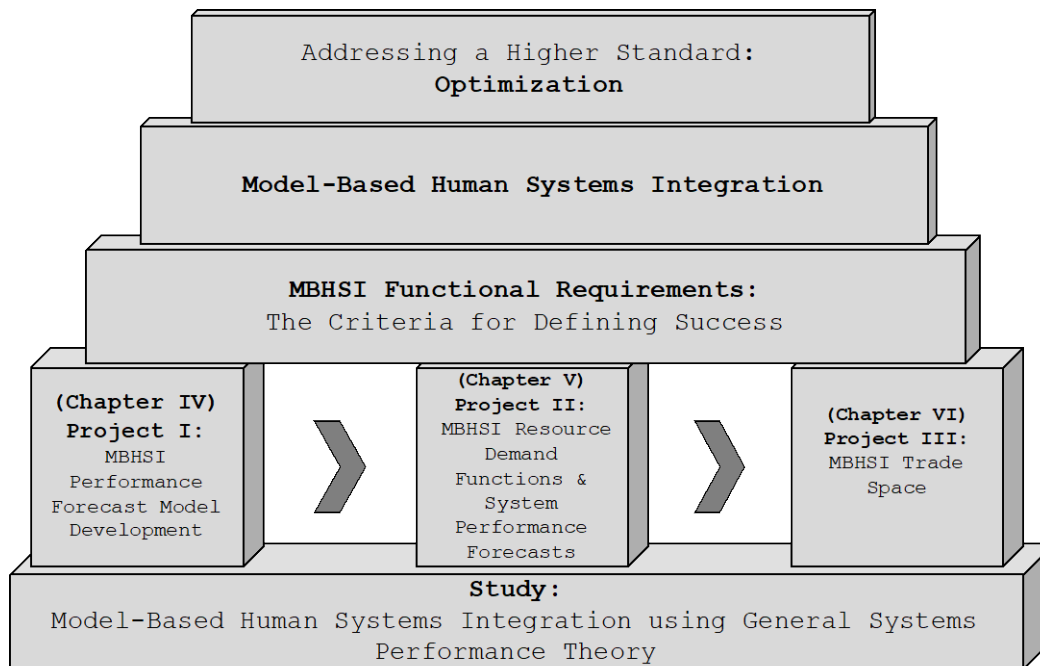 Addressing a Higher Standard:
Optimization
Model-Based Human Systems Integration
MBHSI Functional Requirements:
The Criteria for Defining Success
(Chapter IV)
Project I:
MBHSI
Performance
Forecast Model
Development
(Chapter V)
Project II:
MBHSI Resource
Demand
Functions &
System
Performance
Forecasts
(Chapter VI)
Project III:
MBHSI Trade
Space
Study:
Model-Based Human Systems Integration using General Systems
Performance Theory